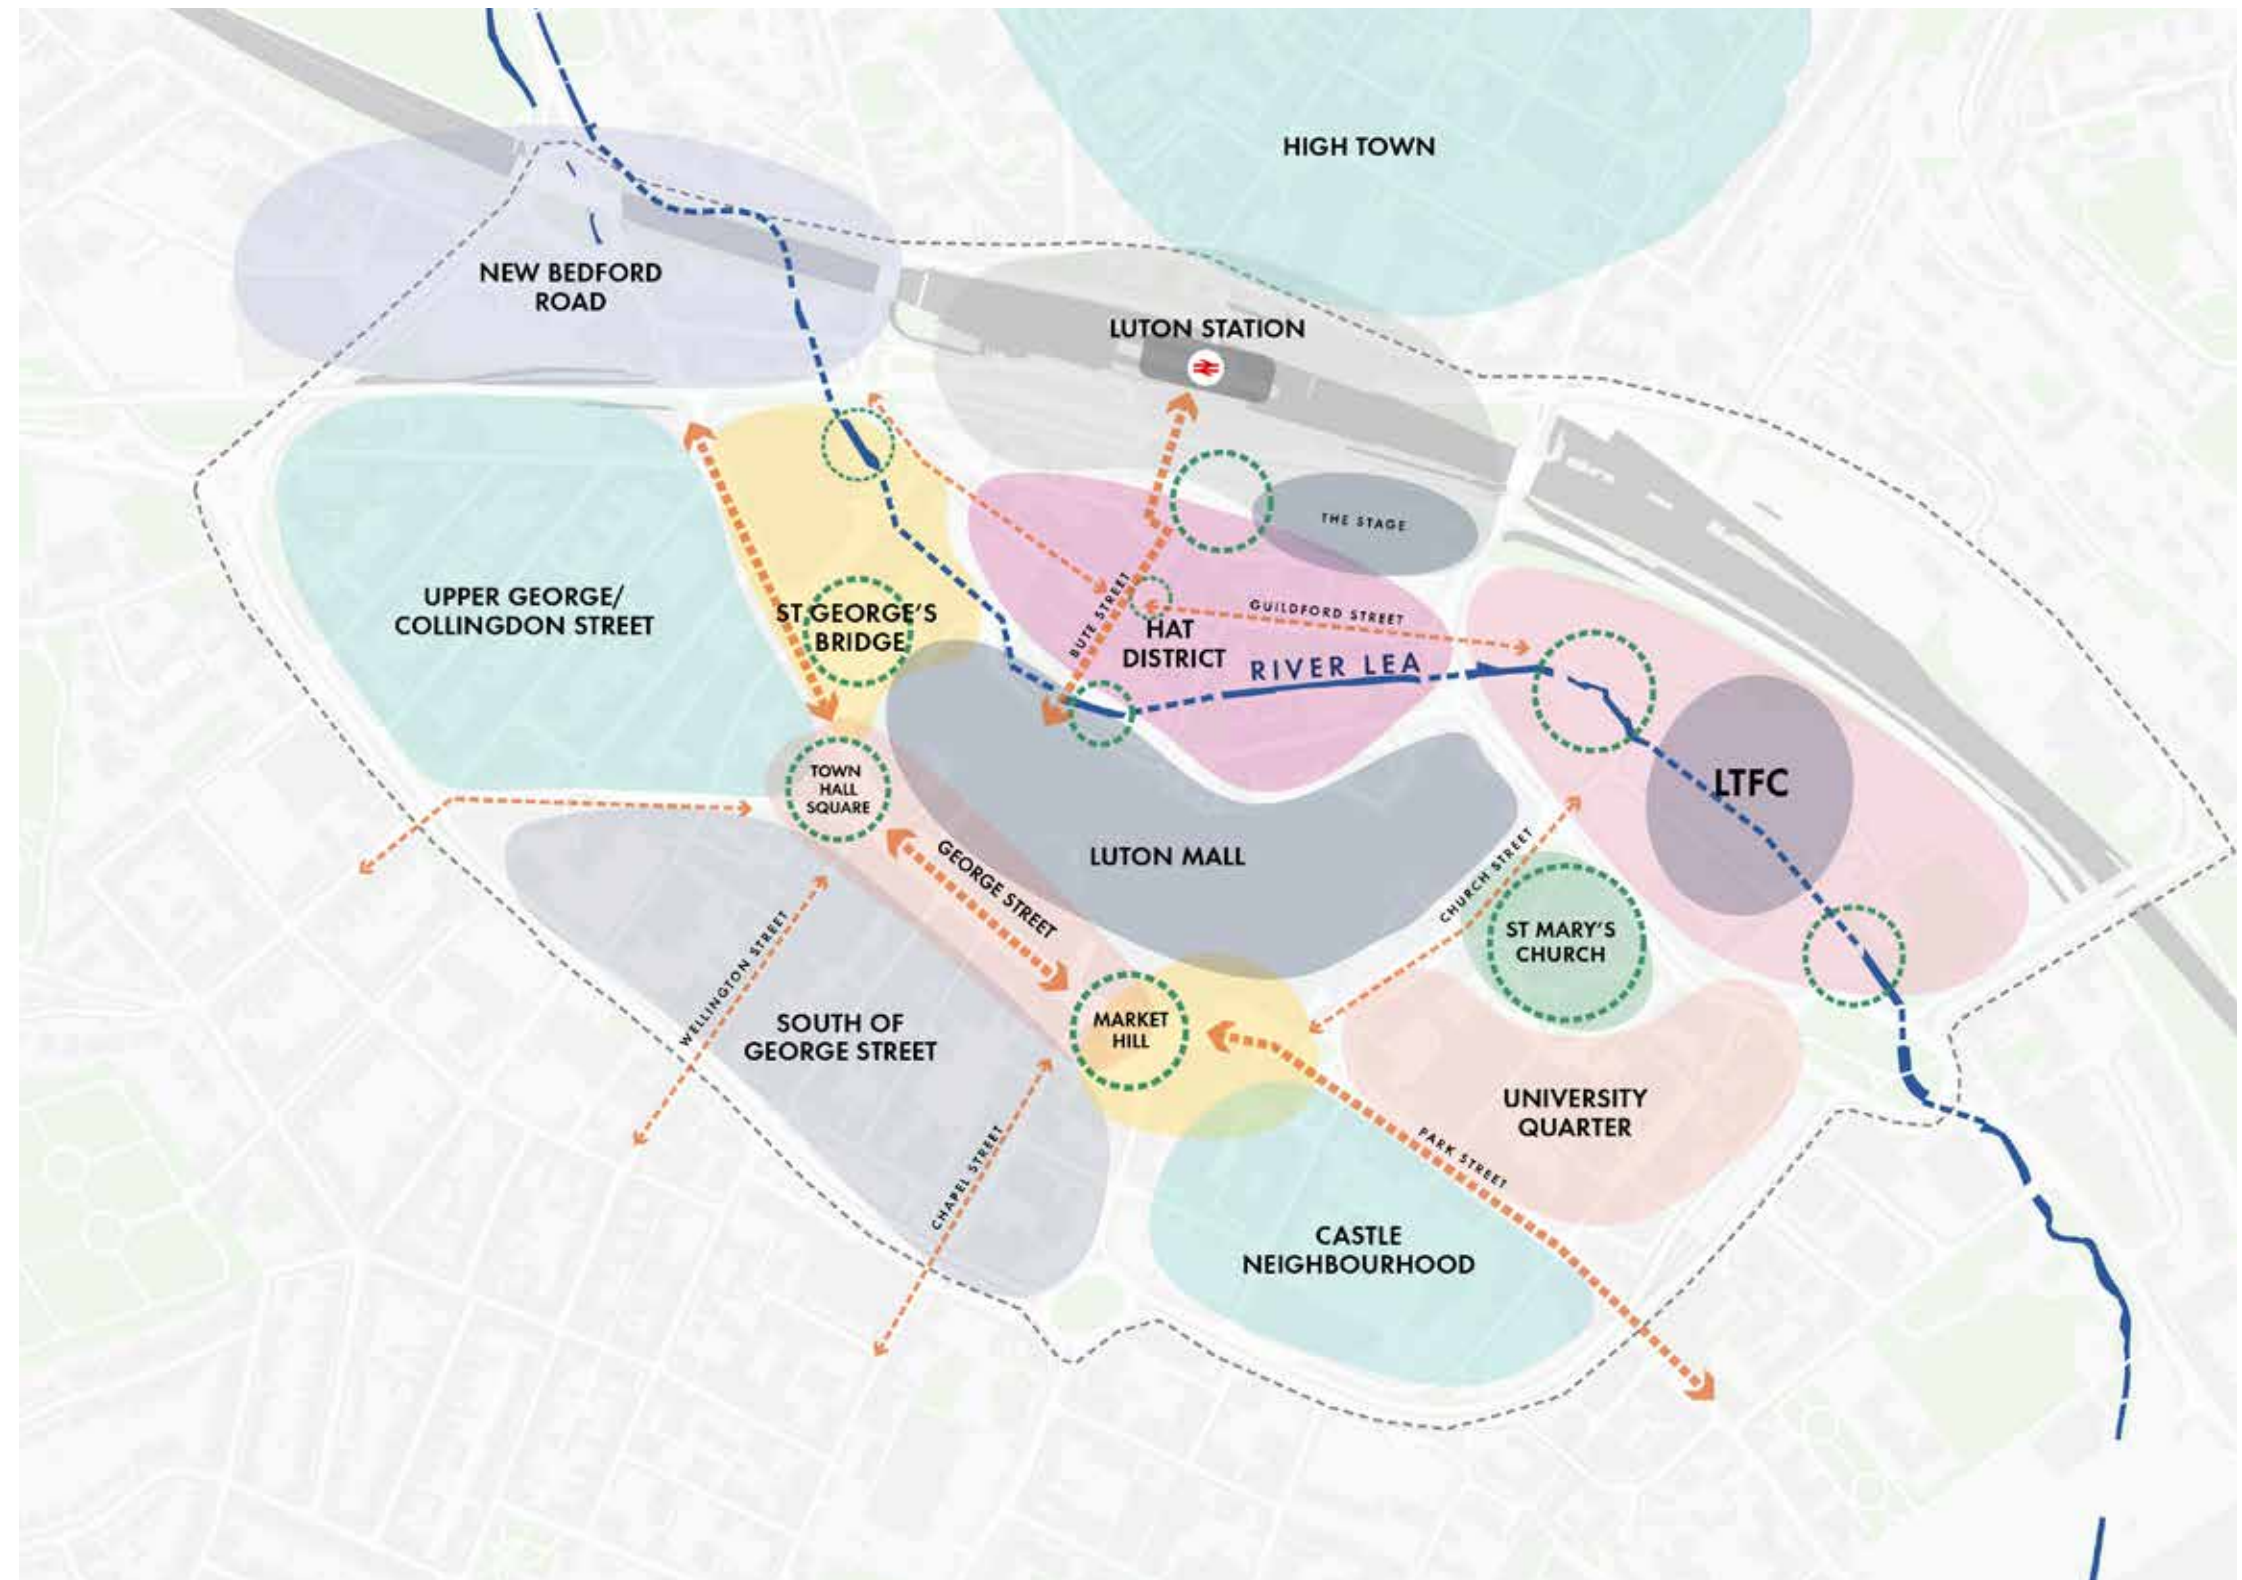 HIGH TOWN
NEW BEDFORD
ROAD
LUTON STATION
THE STAGE
UPPER GEORGE/
COLLINGDON STREET
ST GEORGE'S
BRIDGE
BUTE STREET
GUILDFORD STREET
HAT
DISTRICT
RIVER LEA
TOWN
HALL
SQUARE
LTFC
GEORGE STREET
LUTON MALL
CHURCH STREET
ST MARY'S
CHURCH
WELLINGTON STREET
SOUTH OF
GEORGE STREET
MARKET
HILL
UNIVERSITY
QUARTER
CHAPEL STREET
PARK STREET
CASTLE
NEIGHBOURHOOD